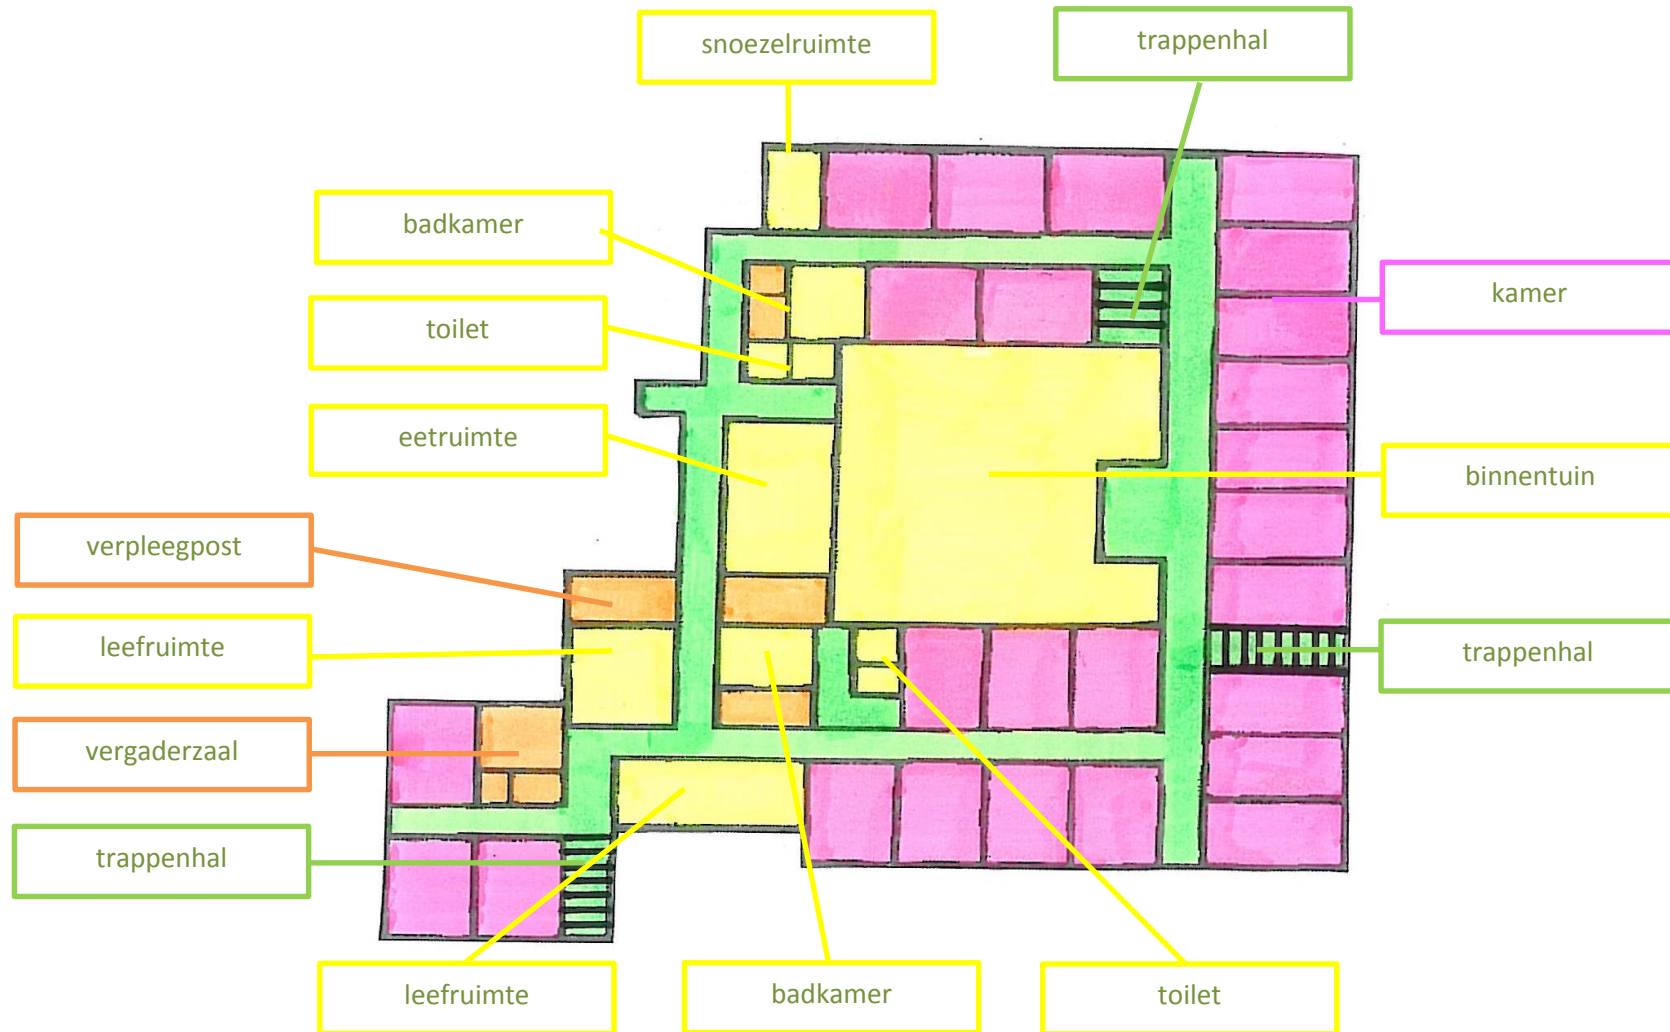 snoezelruimte
trappenhal
badkamer
kamer
toilet
eetruimte
binnentuin
verpleegpost
leefruimte
trappenhal
vergaderzaal
trappenhal
leefruimte
badkamer
toilet